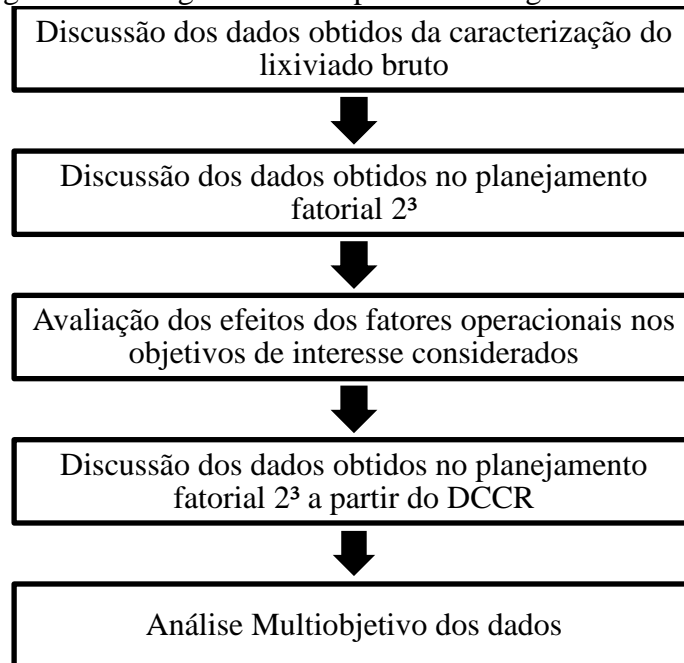 Discussão dos dados obtidos da caracterização do
lixiviado bruto
Discussão dos dados obtidos no planejamento
fatorial 2³
Avaliação dos efeitos dos fatores operacionais nos
objetivos de interesse considerados
Discussão dos dados obtidos no planejamento
fatorial 2³ a partir do DCCR
Análise Multiobjetivo dos dados